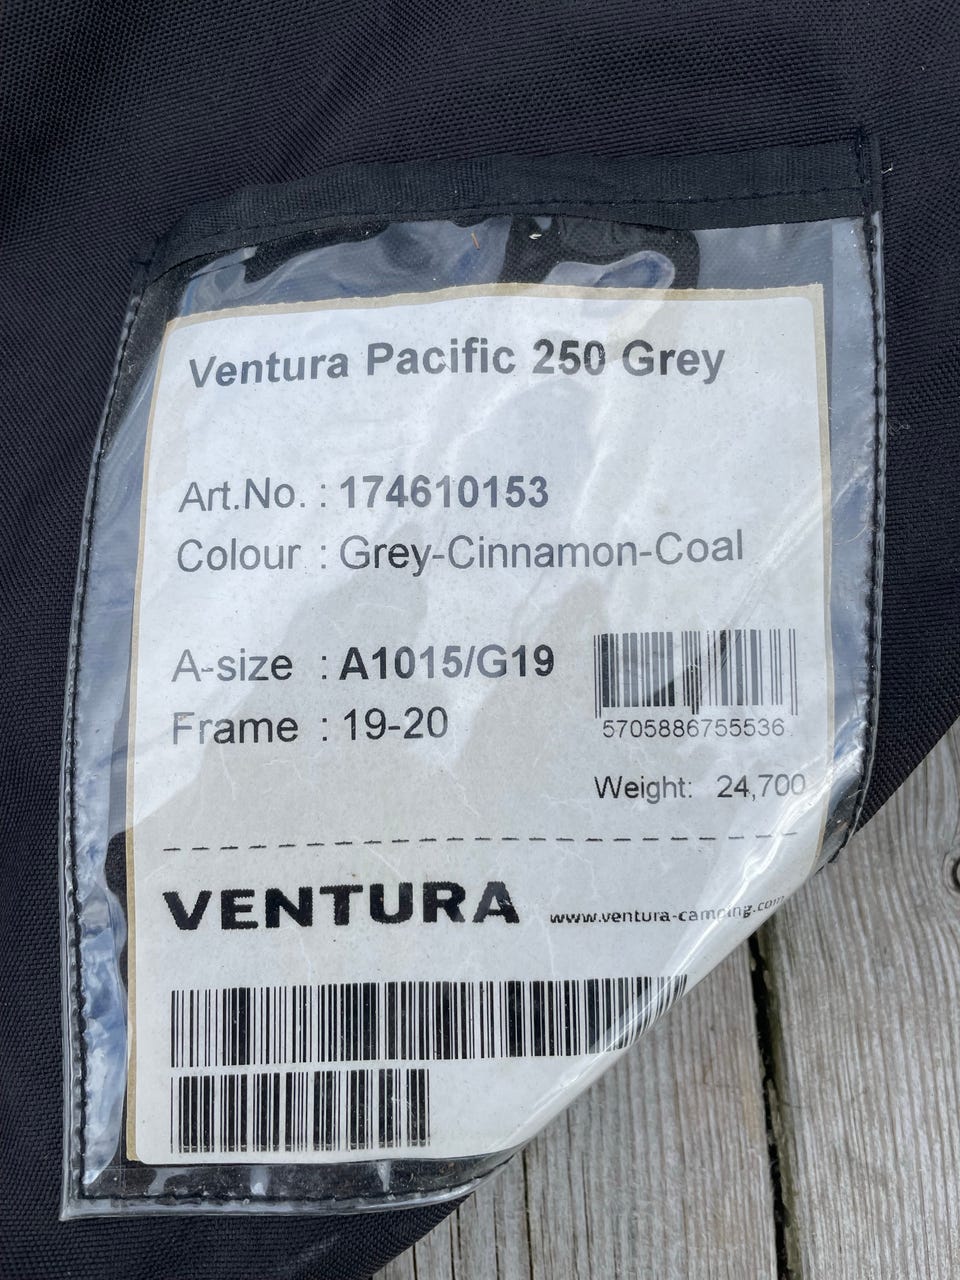 Ventura Pacific 250 Grey
Art.No. : 174610153
Colour : Grey-Cinnamon-Coal
A-size : A1015/G19
Frame : 19-20
5705886755536
Weight: 24,700
VENTURA
www.ventura-camping.com